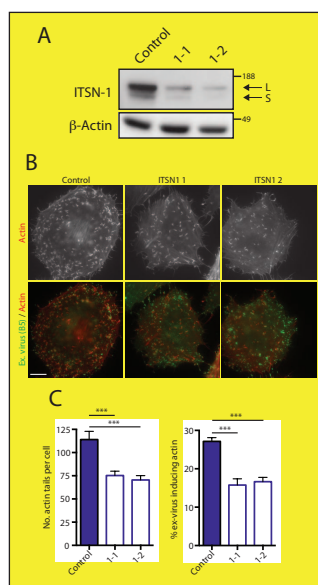 A
Control 1-1 1-2
188
ITSN-1
L
S
49
β-Actin
B
Control ITSN1 1 ITSN1 2
Actin
Ex. virus (B5) / Actin
C
*** ***
*** ***
No. actin tails per cell
125
100
75
50
25
0
Control 1-1 1-2
% ex-virus inducing actin
30
20
10
0
Control 1-1 1-2